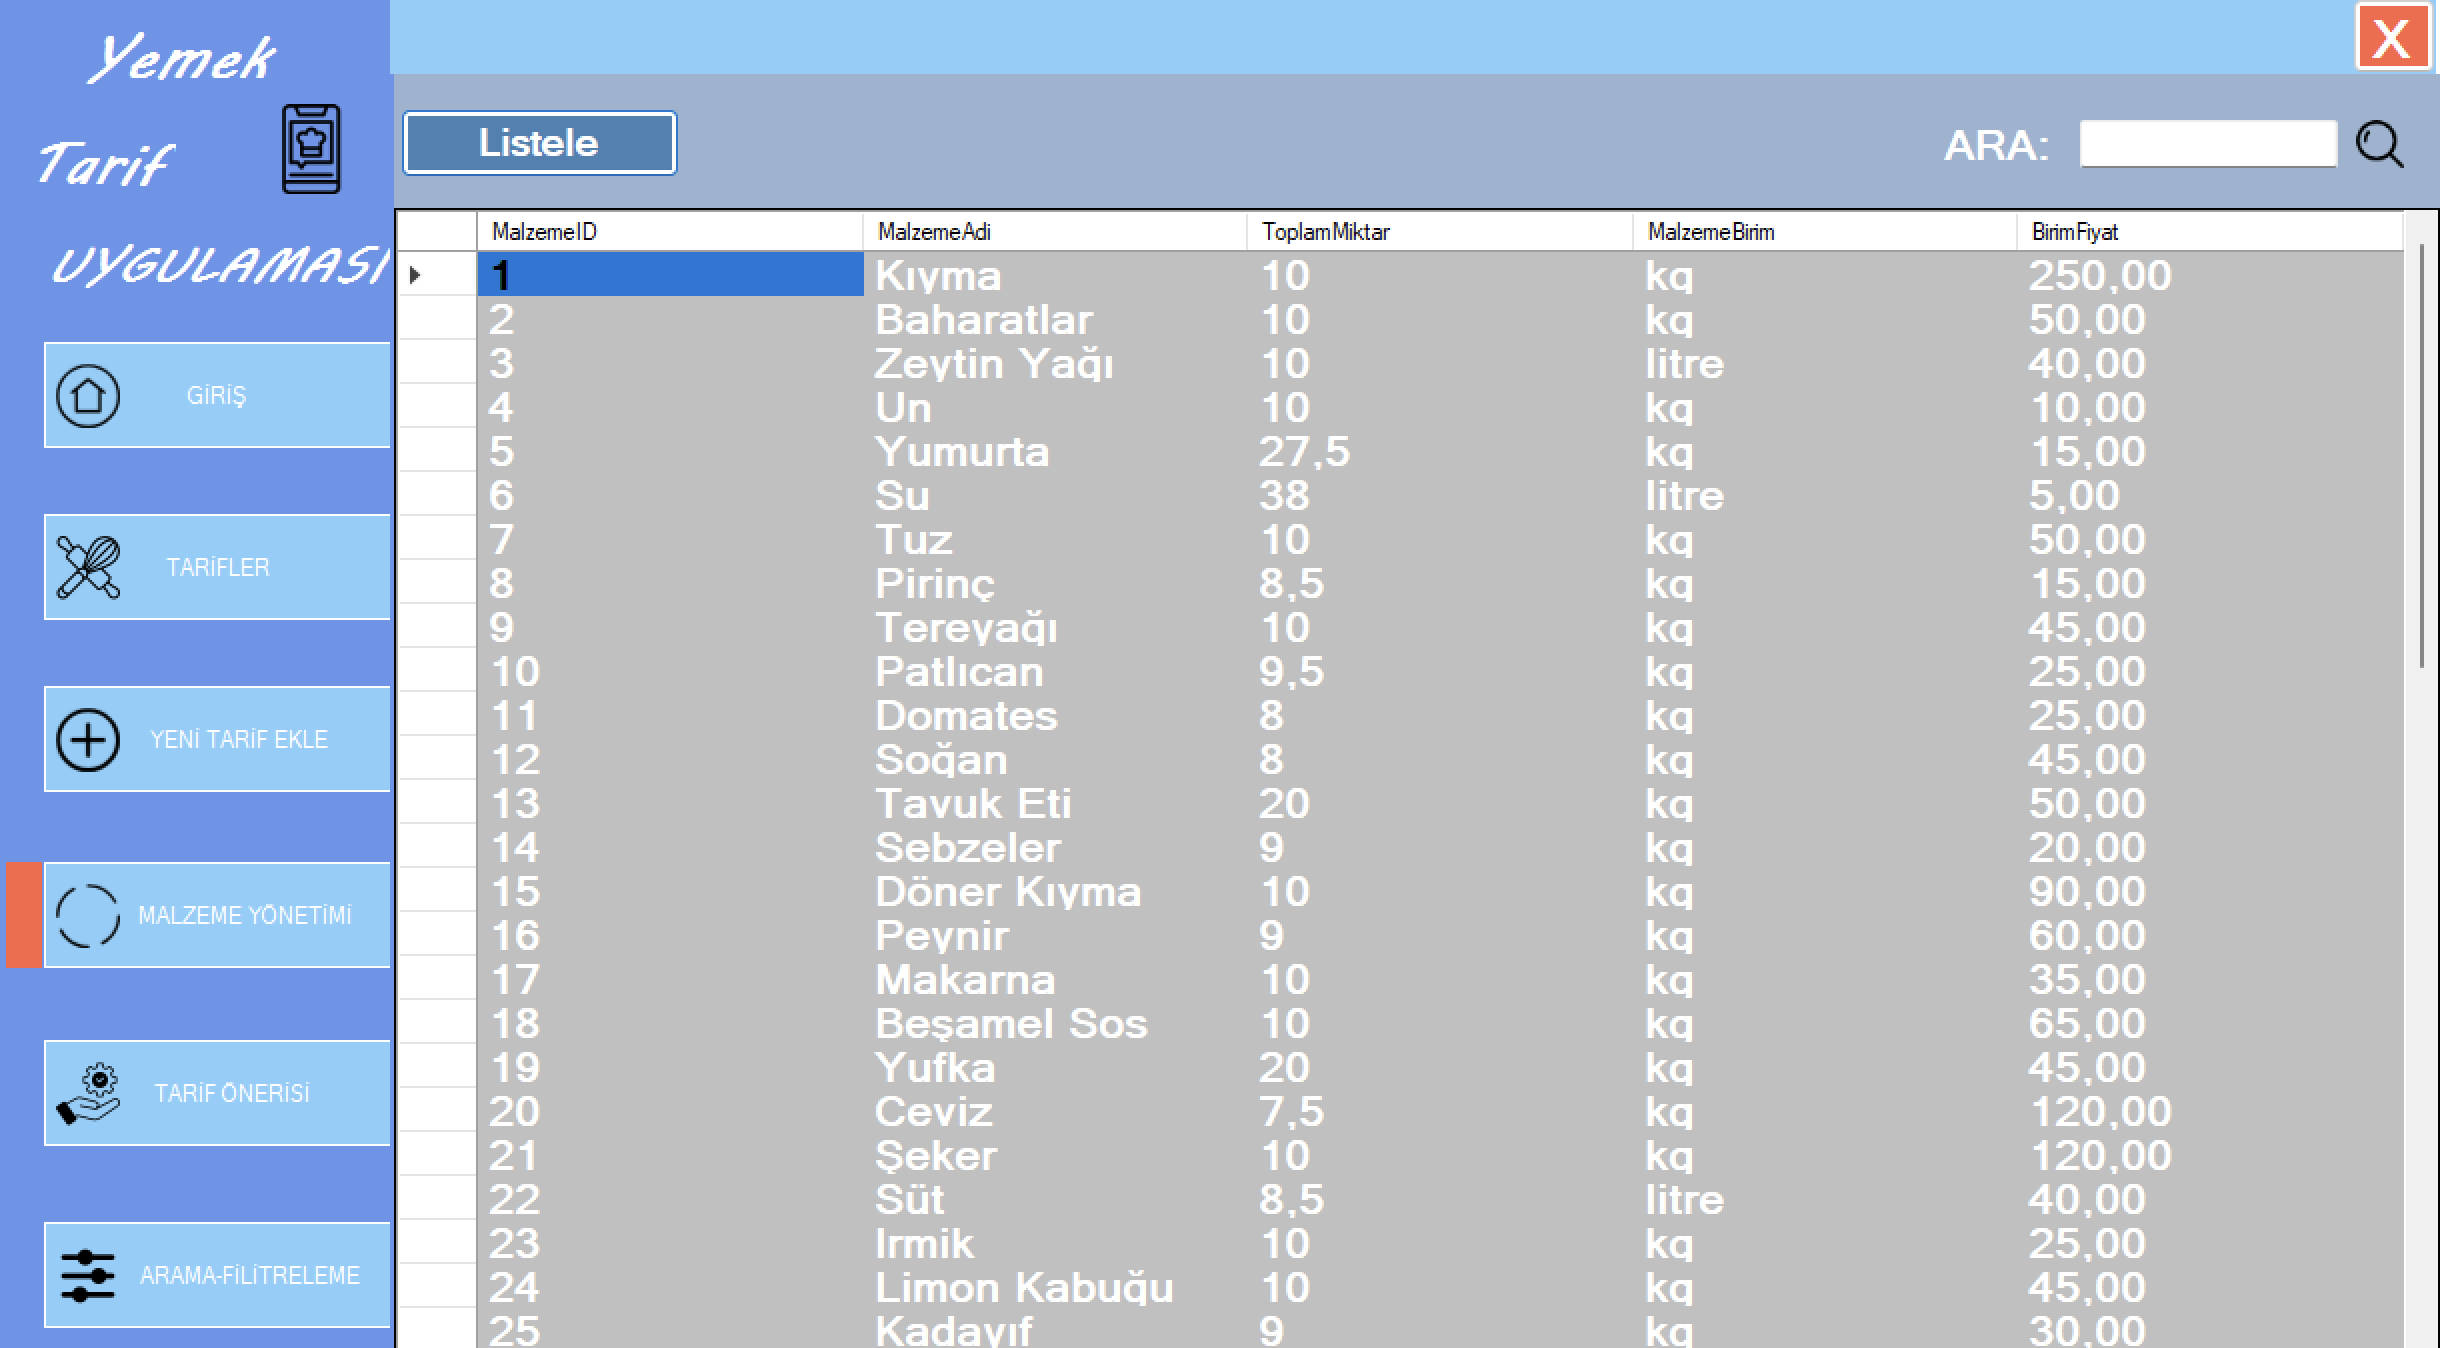 Yemek
Tarif
UYGULAMASI
GİRİŞ
TARİFLER
YENİ TARİF EKLE
MALZEME YÖNETİMİ
TARİF ÖNERİSİ
ARAMA-FİLİTRELEME
X
Listele
ARA:
MalzemeID MalzemeAdi ToplamMiktar MalzemeBirim BirimFiyat
1 Kıyma 10 kg 250,00
2 Baharatlar 10 kg 50,00
3 Zeytin Yağı 10 litre 40,00
4 Un 10 kg 10,00
5 Yumurta 27,5 kg 15,00
6 Su 38 litre 5,00
7 Tuz 10 kg 50,00
8 Pirinç 8,5 kg 15,00
9 Tereyağı 10 kg 45,00
10 Patlıcan 9,5 kg 25,00
11 Domates 8 kg 25,00
12 Soğan 8 kg 45,00
13 Tavuk Eti 20 kg 50,00
14 Sebzeler 9 kg 20,00
15 Döner Kıyma 10 kg 90,00
16 Peynir 9 kg 60,00
17 Makarna 10 kg 35,00
18 Beşamel Sos 10 kg 65,00
19 Yufka 20 kg 45,00
20 Ceviz 7,5 kg 120,00
21 Şeker 10 kg 120,00
22 Süt 8,5 litre 40,00
23 Irmik 10 kg 25,00
24 Limon Kabuğu 10 kg 45,00
25 Kadayıf 9 kg 30,00